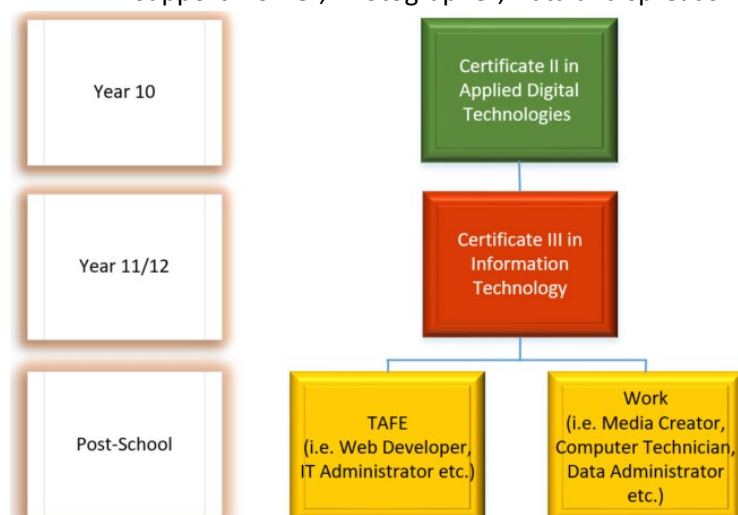 Year 10
Certificate II in
Applied Digital
Technologies
Year 11/12
Certificate III in
Information
Technology
Post-School
TAFE
(i.e. Web Developer,
IT Administrator etc.)
Work
(i.e. Media Creator,
Computer Technician,
Data Administrator
etc.)